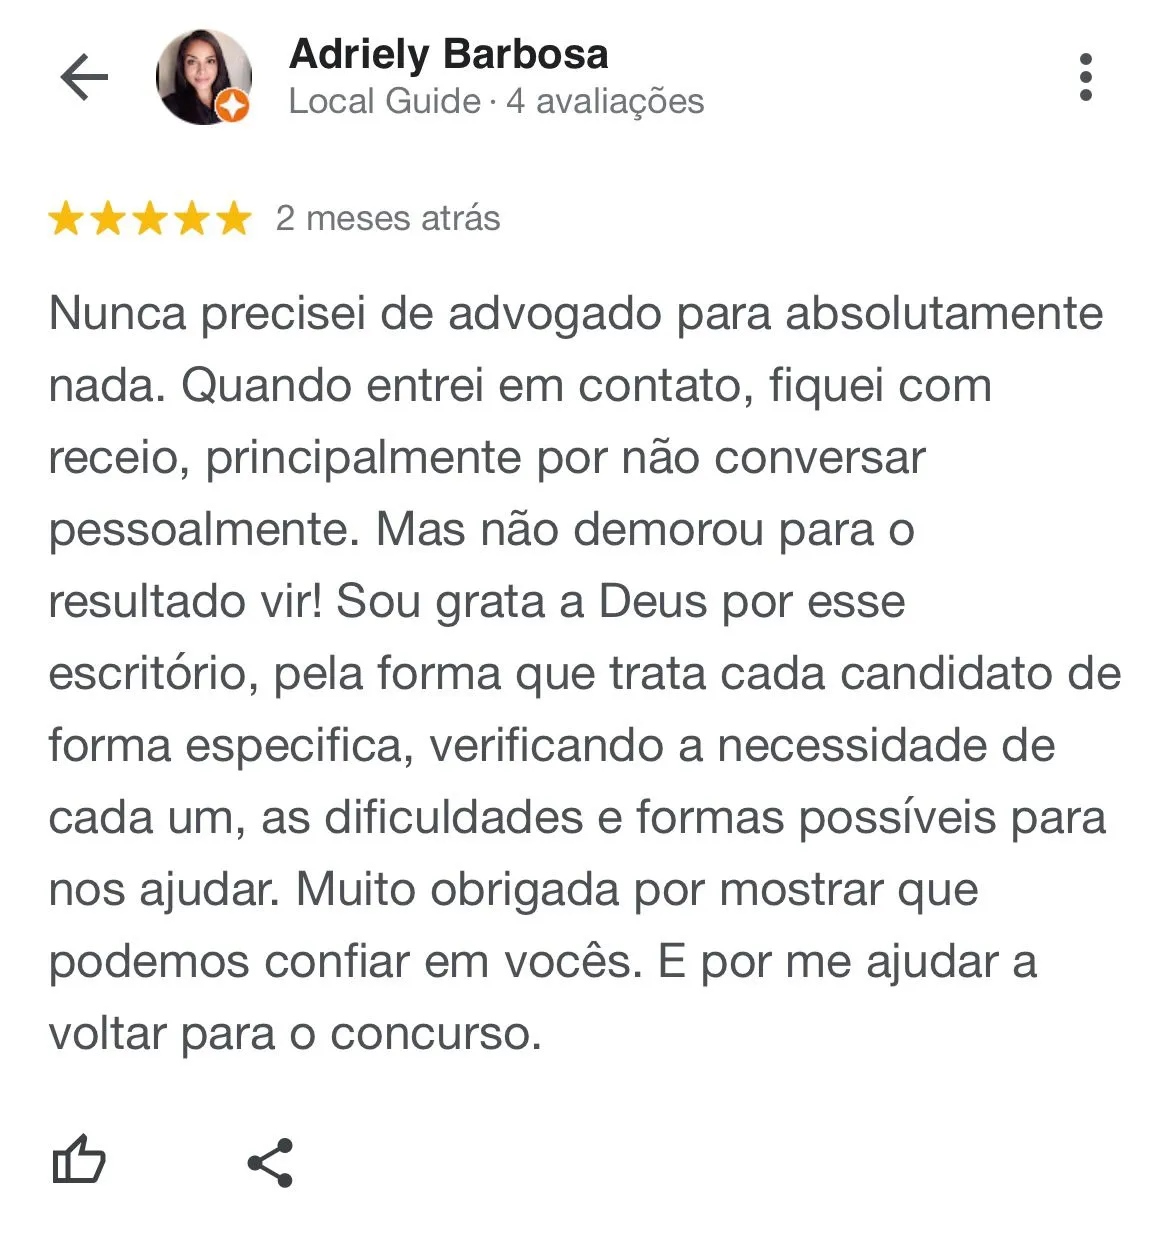 Adriely Barbosa
Local Guide · 4 avaliações
2 meses atrás
Nunca precisei de advogado para absolutamente
nada. Quando entrei em contato, fiquei com
receio, principalmente por não conversar
pessoalmente. Mas não demorou para o
resultado vir! Sou grata a Deus por esse
escritório, pela forma que trata cada candidato de
forma especifica, verificando a necessidade de
cada um, as dificuldades e formas possíveis para
nos ajudar. Muito obrigada por mostrar que
podemos confiar em vocês. E por me ajudar a
voltar para o concurso.